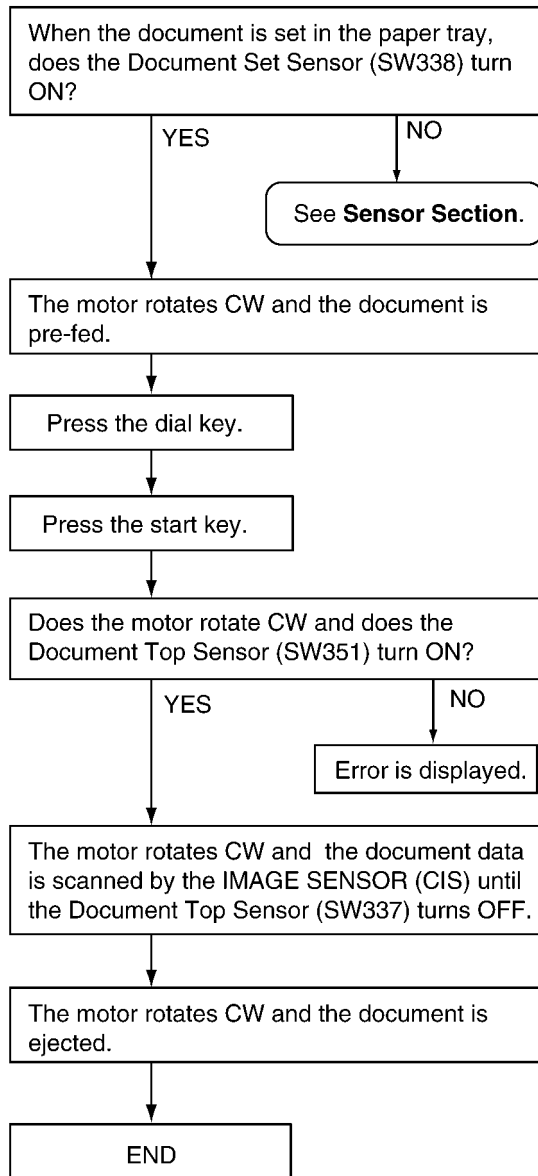 When the document is set in the paper tray,
does the Document Set Sensor (SW338) turn
ON?
YES
NO
See Sensor Section.
The motor rotates CW and the document is
pre-fed.
Press the dial key.
Press the start key.
Does the motor rotate CW and does the
Document Top Sensor (SW351) turn ON?
YES
NO
Error is displayed.
The motor rotates CW and the document data
is scanned by the IMAGE SENSOR (CIS) until
the Document Top Sensor (SW337) turns OFF.
The motor rotates CW and the document is
ejected.
END